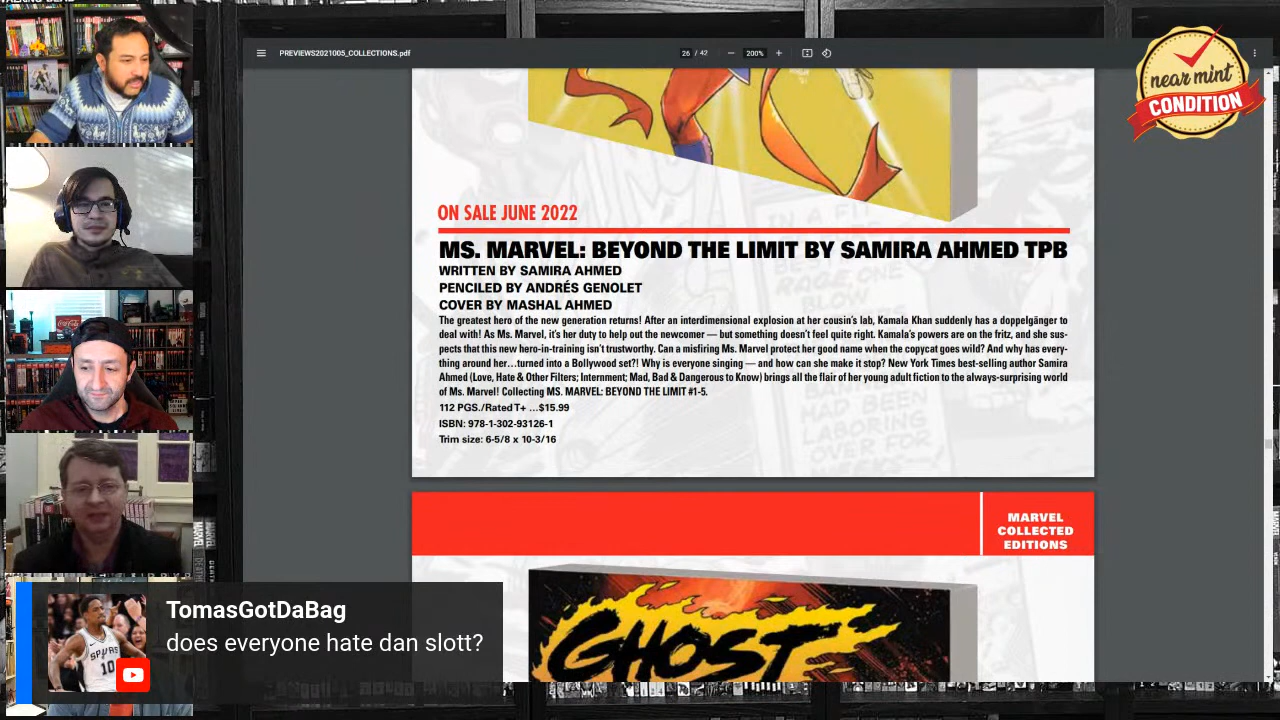 PREVIEWS2021005_COLLECTIONS.pdf
26 / 42
200%
near mint
CONDITION
ON SALE JUNE 2022
MS. MARVEL: BEYOND THE LIMIT BY SAMIRA AHMED TPB
WRITTEN BY SAMIRA AHMED
PENCILED BY ANDRÉS GENOLET
COVER BY MASHAL AHMED
The greatest hero of the new generation returns! After an interdimensional explosion at her cousin's lab, Kamala Khan suddenly has a doppelgänger to
deal with! As Ms. Marvel, it's her duty to help out the newcomer — but something doesn't feel quite right. Kamala's powers are on the fritz, and she sus-
pects that this new hero-in-training isn't trustworthy. Can a misfiring Ms. Marvel protect her good name when the copycat goes wild? And why has every-
thing around her…turned into a Bollywood set?! Why is everyone singing — and how can she make it stop? New York Times best-selling author Samira
Ahmed (Love, Hate & Other Filters; Internment; Mad, Bad & Dangerous to Know) brings all the flair of her young adult fiction to the always-surprising world
of Ms. Marvel! Collecting MS. MARVEL: BEYOND THE LIMIT #1-5.
112 PGS./Rated T+ …$15.99
ISBN: 978-1-302-93126-1
Trim size: 6-5/8 x 10-3/16
MARVEL
COLLECTED
EDITIONS
GHOST
TomasGotDaBag
does everyone hate dan slott?
SPURS
10